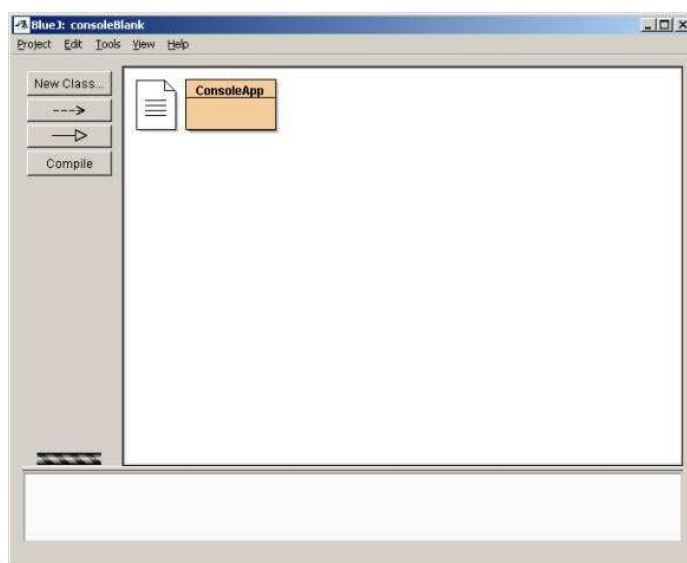 BlueJ: consoleBlank
Project Edit Tools View Help
New Class...
ConsoleApp
Compile